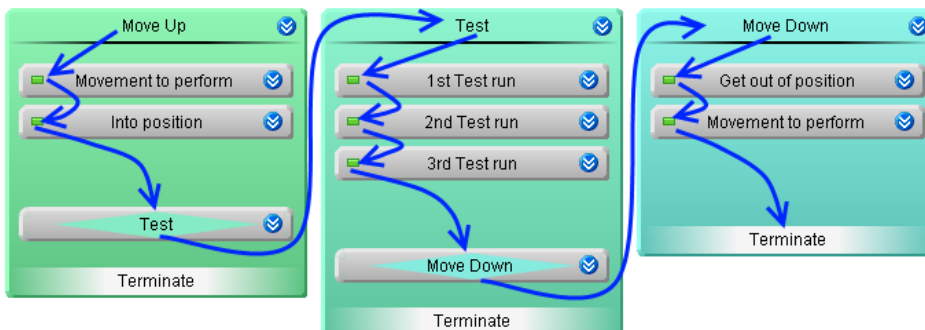 Move Up
Movement to perform
Into position
Test
Terminate
Test
1st Test run
2nd Test run
3rd Test run
Move Down
Terminate
Move Down
Get out of position
Movement to perform
Terminate